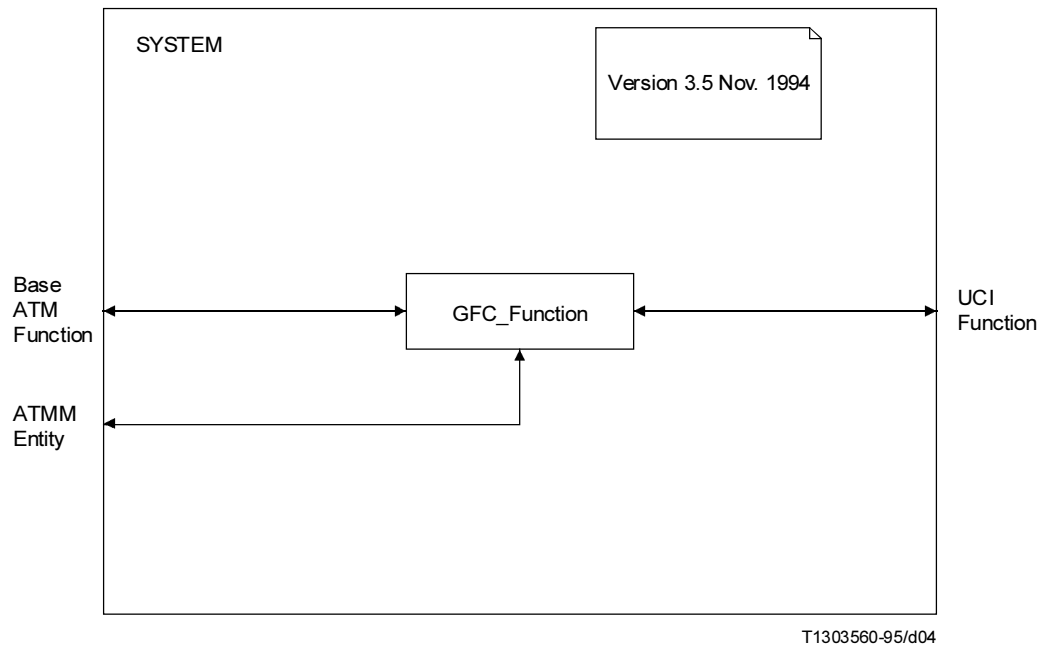 SYSTEM
Version 3.5 Nov. 1994
Base
ATM
Function
GFC_Function
UCI
Function
ATMM
Entity
T1303560-95/d04